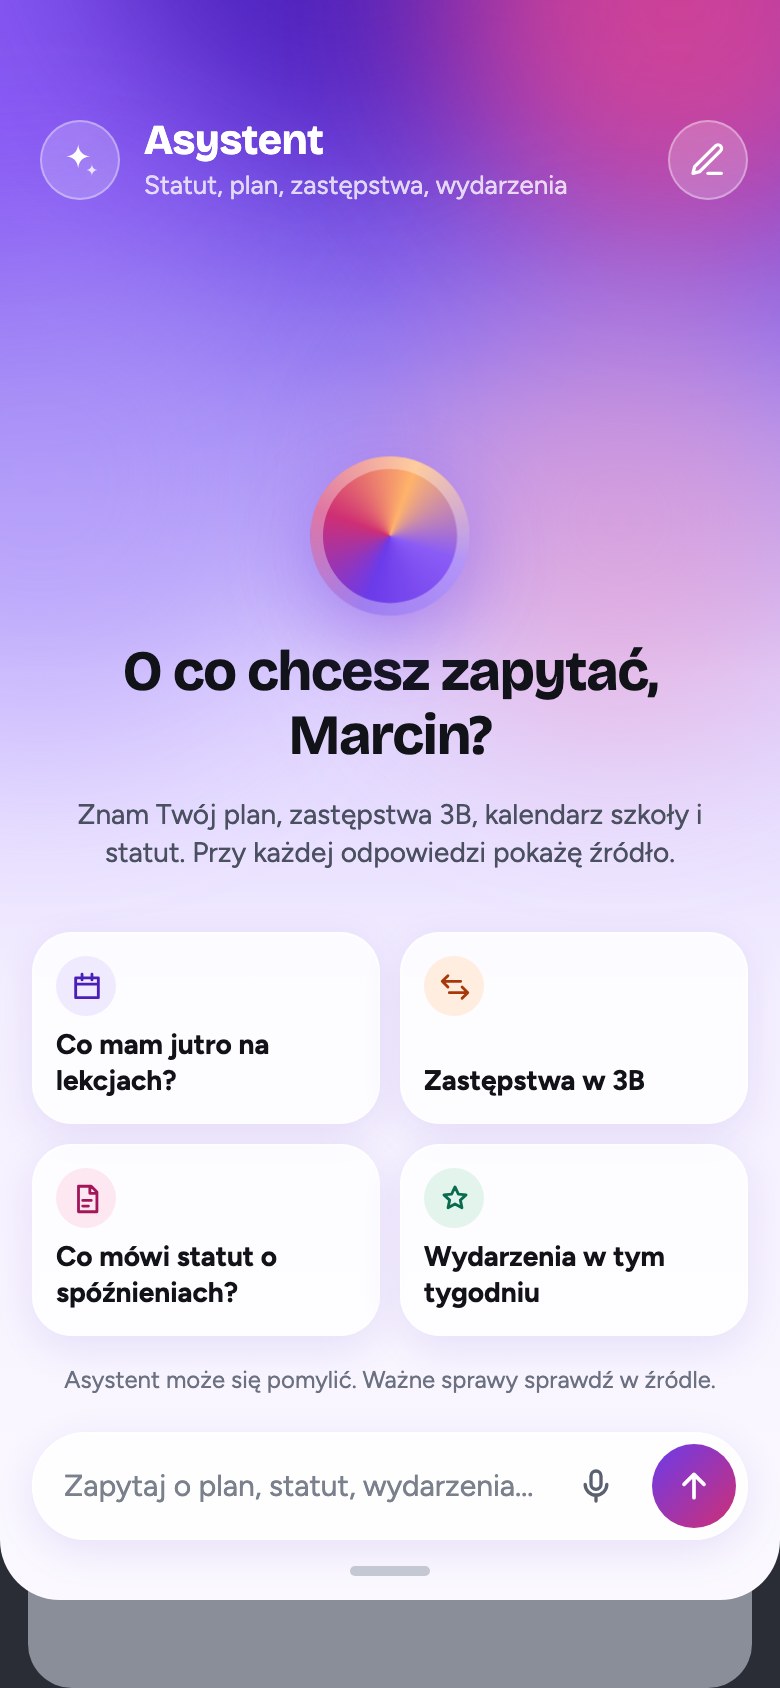 Asystent
Statut, plan, zastępstwa, wydarzenia
O co chcesz zapytać,
Marcin?
Znam Twój plan, zastępstwa 3B, kalendarz szkoły i
statut. Przy każdej odpowiedzi pokażę źródło.
Co mam jutro na
lekcjach?
Zastępstwa w 3B
Co mówi statut o
spóźnieniach?
Wydarzenia w tym
tygodniu
Asystent może się pomylić. Ważne sprawy sprawdź w źródle.
Zapytaj o plan, statut, wydarzenia...